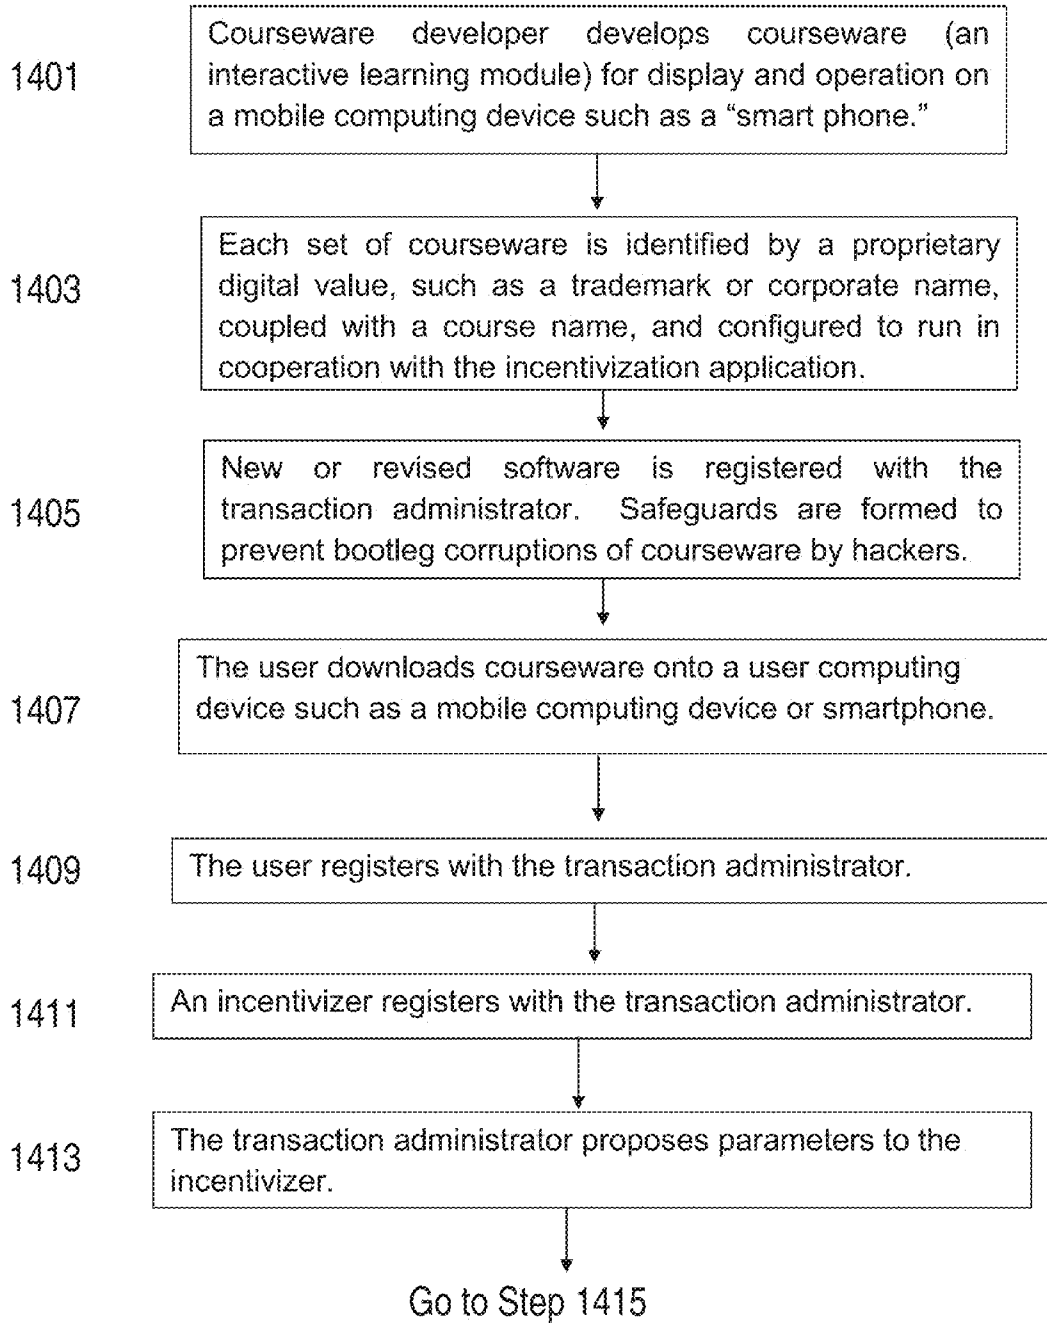 1401
Courseware developer develops courseware (an
interactive learning module) for display and operation on
a mobile computing device such as a “smart phone.”
1403
Each set of courseware is identified by a proprietary
digital value, such as a trademark or corporate name,
coupled with a course name, and configured to run in
cooperation with the incentivization application.
1405
New or revised software is registered with the
transaction administrator. Safeguards are formed to
prevent bootleg corruptions of courseware by hackers.
1407
The user downloads courseware onto a user computing
device such as a mobile computing device or smartphone.
1409
The user registers with the transaction administrator.
1411
An incentivizer registers with the transaction administrator.
1413
The transaction administrator proposes parameters to the
incentivizer.
Go to Step 1415